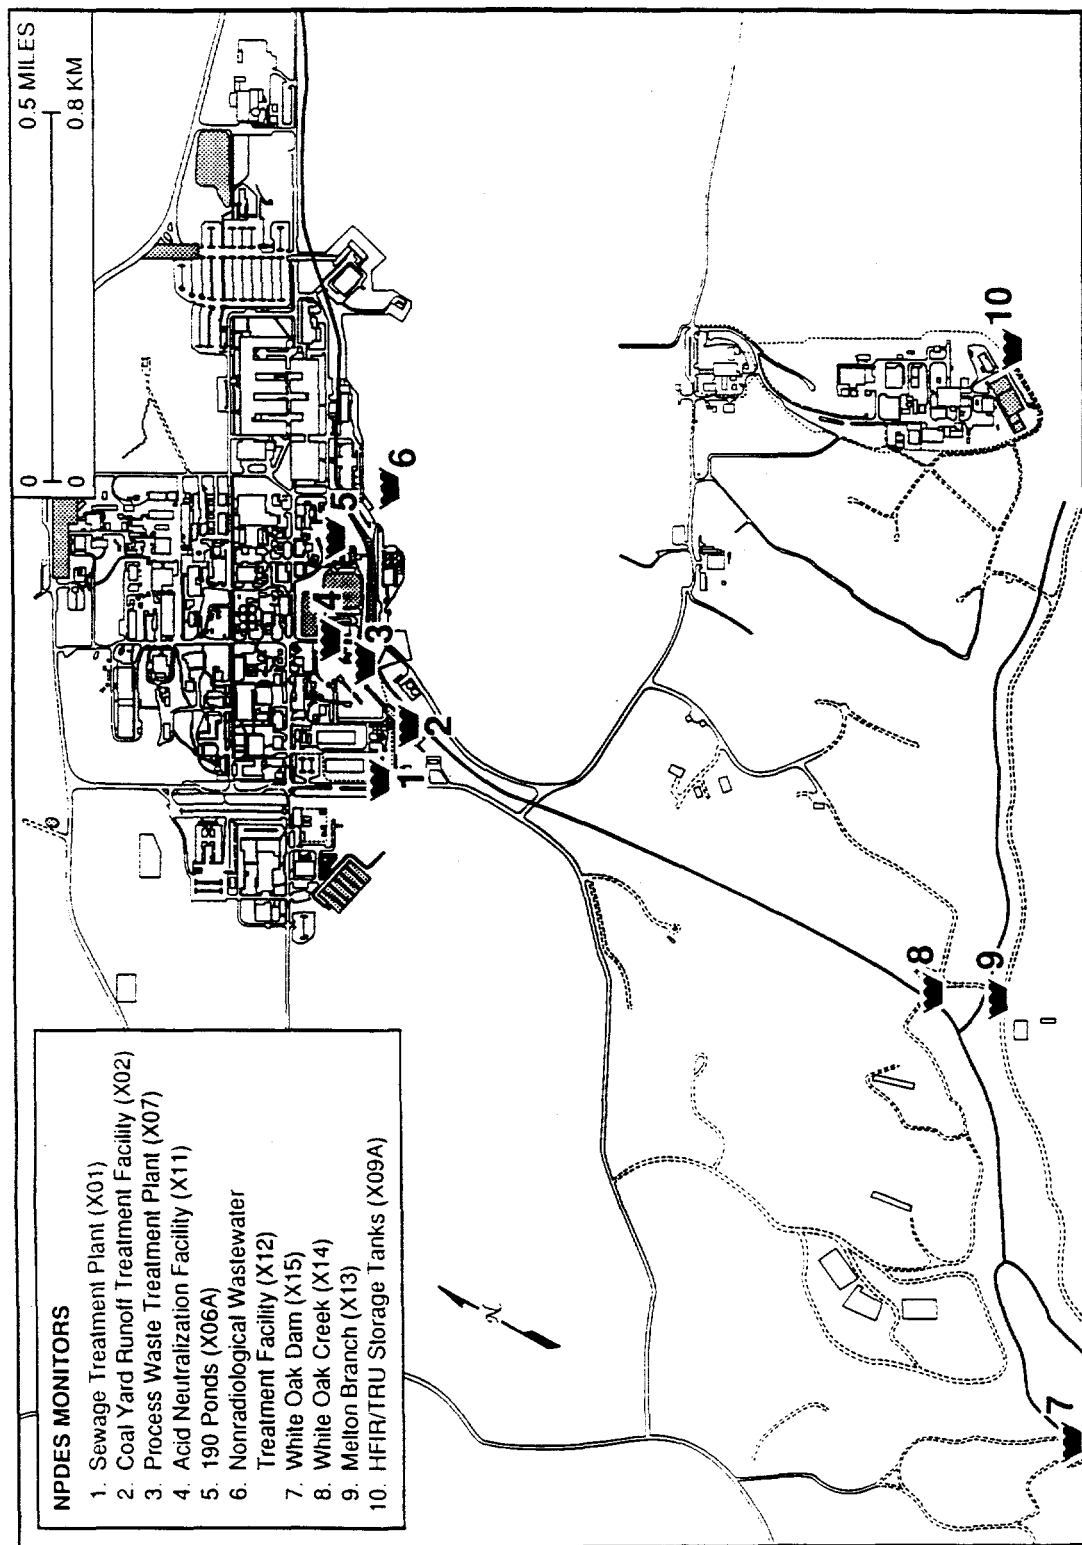 0 0.5 MILES
0 0.8 KM
NPDES MONITORS
1. Sewage Treatment Plant (X01)
2. Coal Yard Runoff Treatment Facility (X02)
3. Process Waste Treatment Plant (X07)
4. Acid Neutralization Facility (X11)
5. 190 Ponds (X06A)
6. Nonradiological Wastewater
Treatment Facility (X12)
7. White Oak Dam (X15)
8. White Oak Creek (X14)
9. Melton Branch (X13)
10. HFIR/TRU Storage Tanks (X09A)
N
1
2
3
4
5
6
7
8
9
10